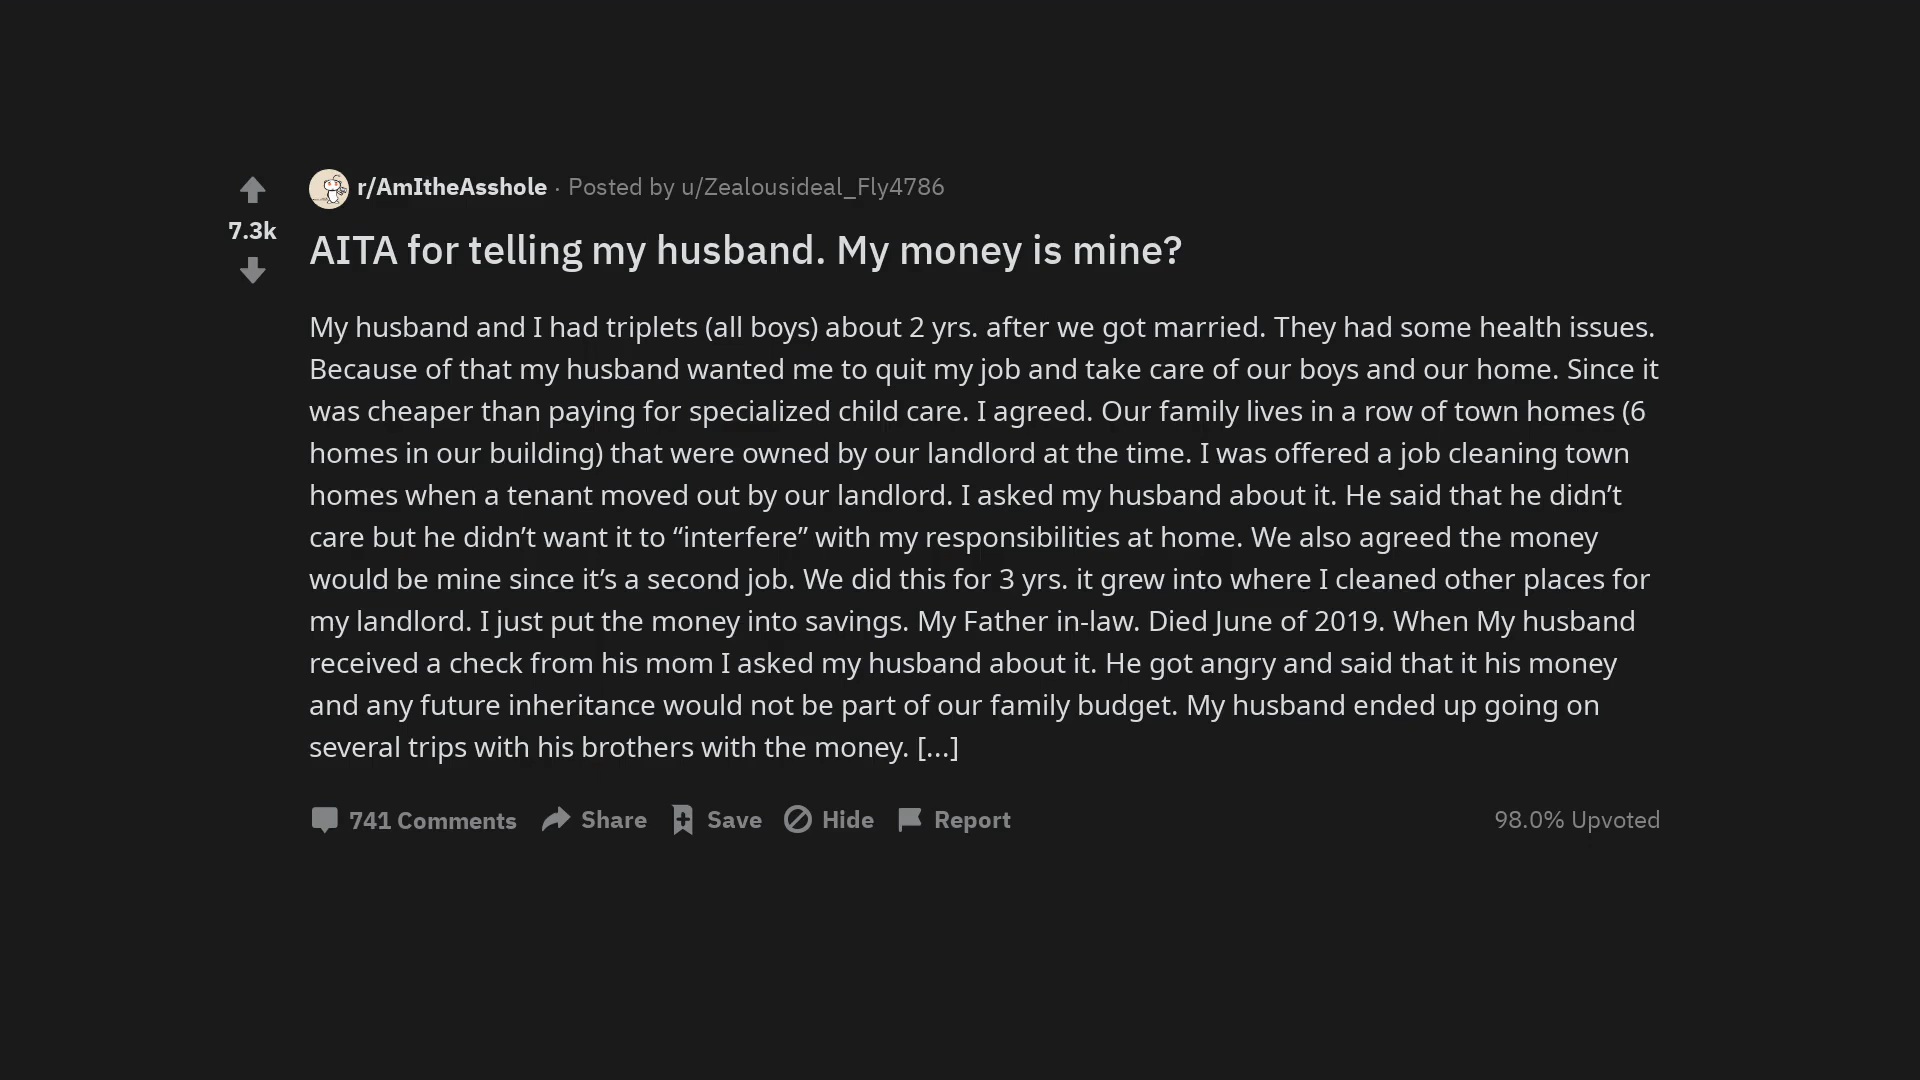 r/AmItheAsshole · Posted by u/Zealousideal_Fly4786
7.3k
AITA for telling my husband. My money is mine?
My husband and I had triplets (all boys) about 2 yrs. after we got married. They had some health issues.
Because of that my husband wanted me to quit my job and take care of our boys and our home. Since it
was cheaper than paying for specialized child care. I agreed. Our family lives in a row of town homes (6
homes in our building) that were owned by our landlord at the time. I was offered a job cleaning town
homes when a tenant moved out by our landlord. I asked my husband about it. He said that he didn’t
care but he didn’t want it to “interfere” with my responsibilities at home. We also agreed the money
would be mine since it’s a second job. We did this for 3 yrs. it grew into where I cleaned other places for
my landlord. I just put the money into savings. My Father in-law. Died June of 2019. When My husband
received a check from his mom I asked my husband about it. He got angry and said that it his money
and any future inheritance would not be part of our family budget. My husband ended up going on
several trips with his brothers with the money. [...]
741 Comments Share Save Hide Report 98.0% Upvoted